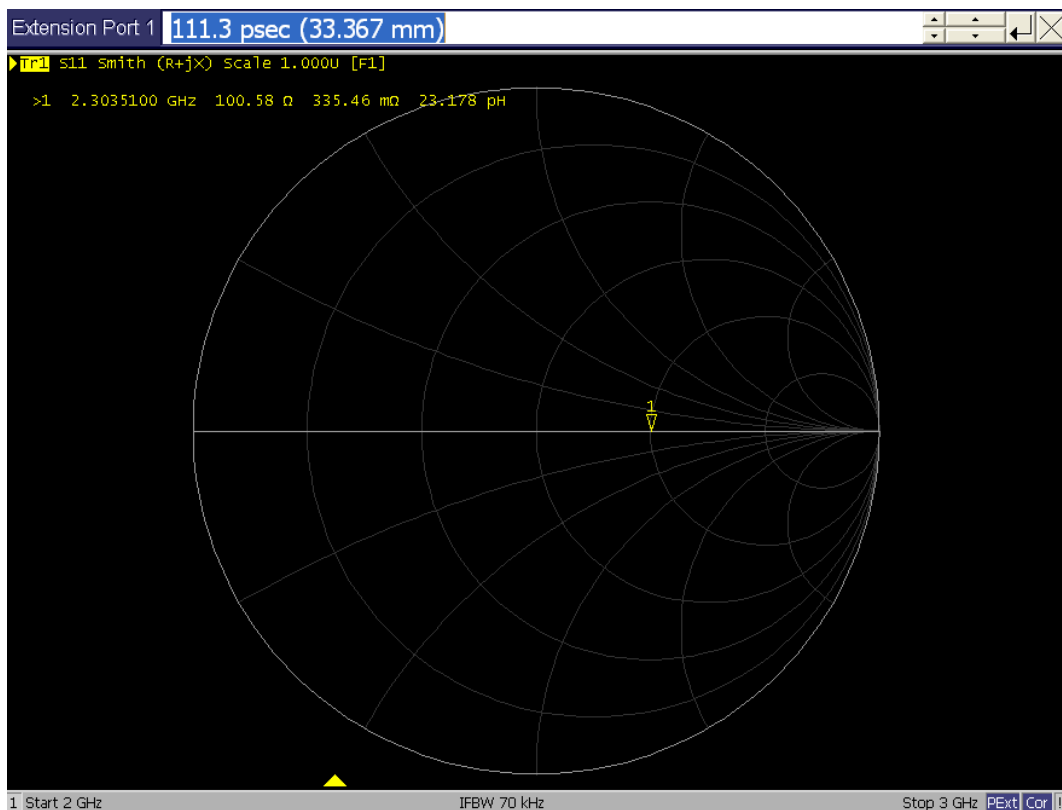 Extension Port 1 111.3 psec (33.367 mm)
Tr1 S11 Smith (R+jX) Scale 1.000U [F1]
>1 2.3035100 GHz 100.58 Ω 335.46 mΩ 23.178 pH
1
1 Start 2 GHz IFBW 70 kHz Stop 3 GHz PExt Cor